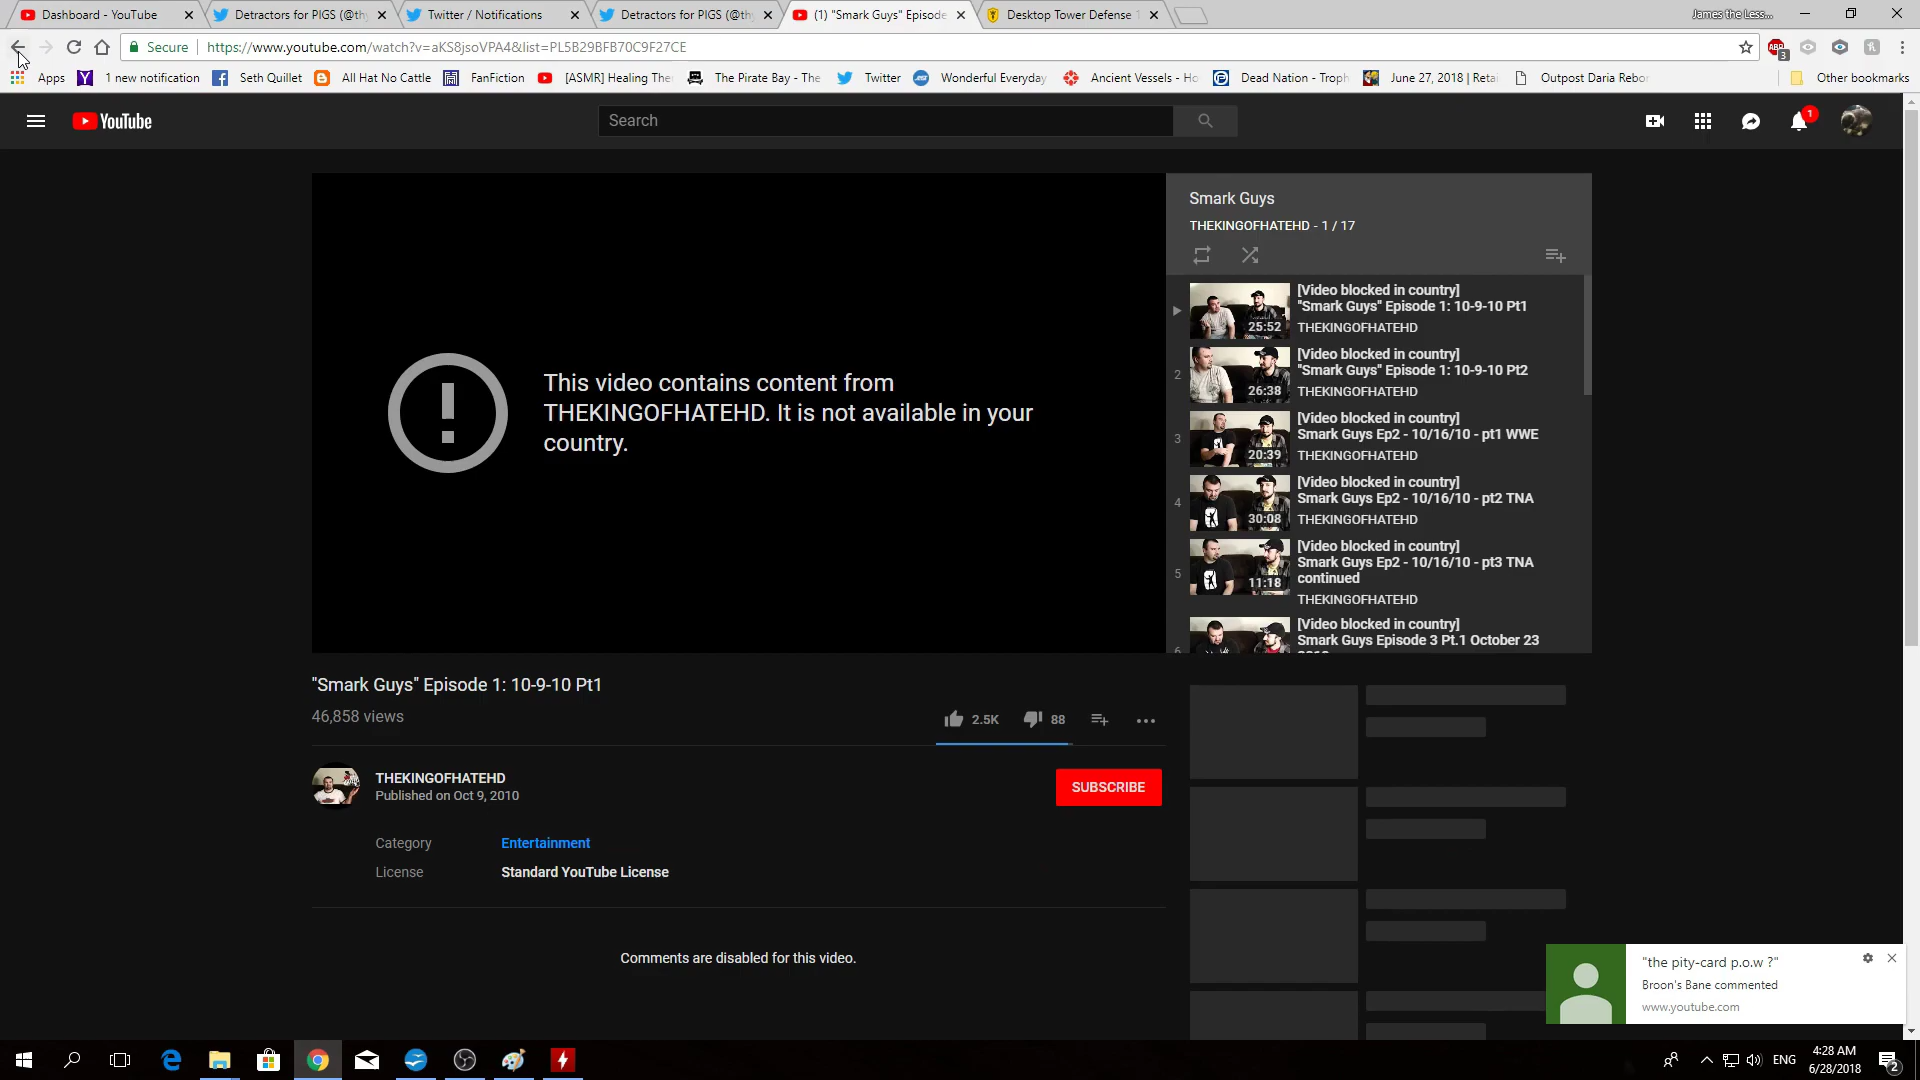 Dashboard - YouTube
Detractors for PIGS (@th
Twitter / Notifications
Detractors for PIGS (@th
(1) "Smark Guys" Episode
Desktop Tower Defense 1
James the Less...
Secure
https://www.youtube.com/watch?v=aKS8jsoVPA4&list=PL5B29BFB70C9F27CE
ABP
3
Apps
1 new notification
Seth Quillet
All Hat No Cattle
FanFiction
[ASMR] Healing The
The Pirate Bay - The
Twitter
Wonderful Everyday
Ancient Vessels - Ho
Dead Nation - Troph
June 27, 2018 | Retai
Outpost Daria Rebor
Other bookmarks
YouTube
Search
1
This video contains content from
THEKINGOFHATEHD. It is not available in your
country.
Smark Guys
THEKINGOFHATEHD - 1 / 17
[Video blocked in country]
"Smark Guys" Episode 1: 10-9-10 Pt1
25:52
THEKINGOFHATEHD
2
[Video blocked in country]
"Smark Guys" Episode 1: 10-9-10 Pt2
26:38
THEKINGOFHATEHD
3
[Video blocked in country]
Smark Guys Ep2 - 10/16/10 - pt1 WWE
20:39
THEKINGOFHATEHD
4
[Video blocked in country]
Smark Guys Ep2 - 10/16/10 - pt2 TNA
30:08
THEKINGOFHATEHD
5
[Video blocked in country]
Smark Guys Ep2 - 10/16/10 - pt3 TNA
continued
11:18
THEKINGOFHATEHD
[Video blocked in country]
Smark Guys Episode 3 Pt.1 October 23
"Smark Guys" Episode 1: 10-9-10 Pt1
46,858 views
2.5K
88
THEKINGOFHATEHD
Published on Oct 9, 2010
SUBSCRIBE
Category
Entertainment
License
Standard YouTube License
Comments are disabled for this video.
"the pity-card p.o.w ?"
Broon's Bane commented
www.youtube.com
ENG
4:28 AM
6/28/2018
2